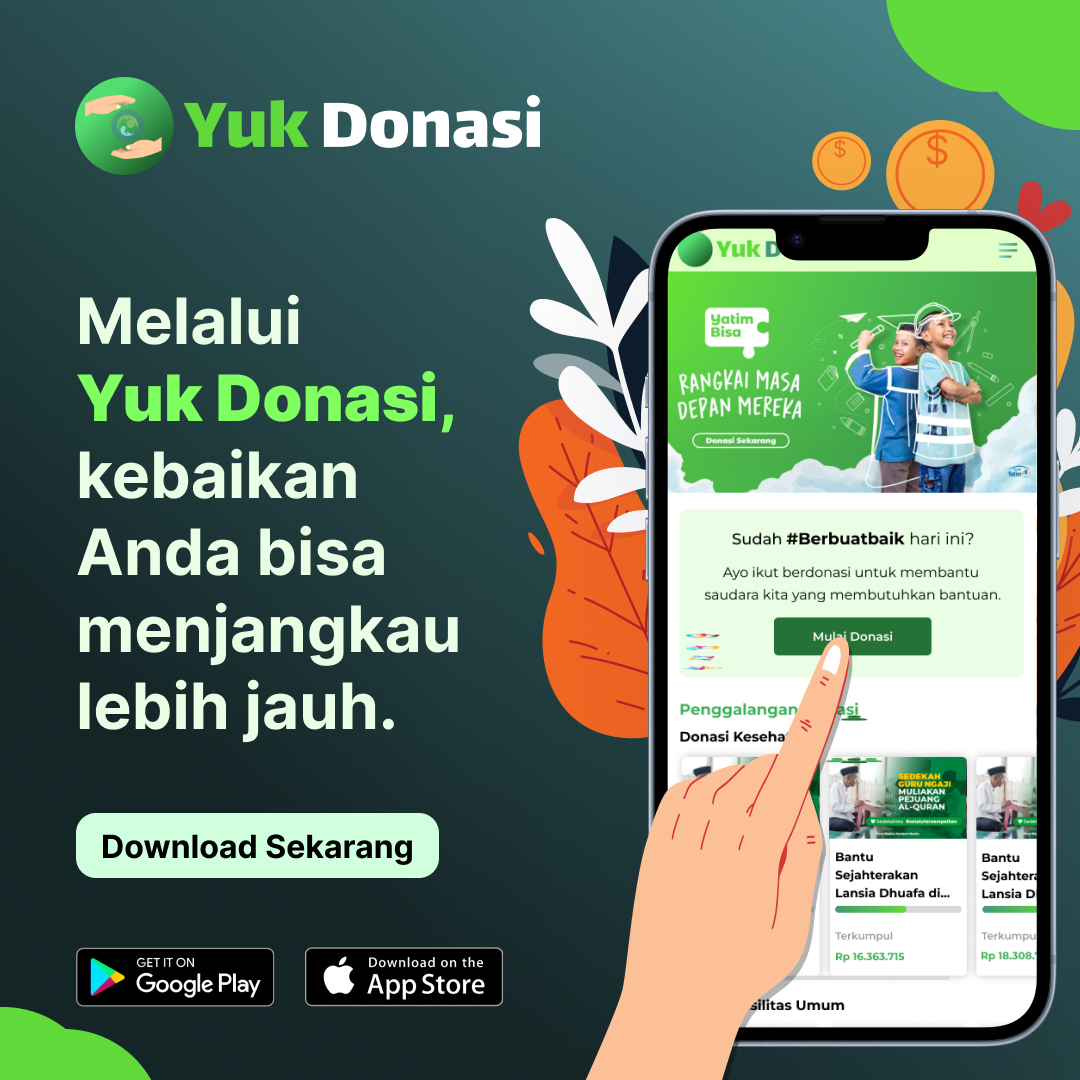 Yuk Donasi
Melalui
Yuk Donasi,
kebaikan
Anda bisa
menjangkau
lebih jauh.
Download Sekarang
GET IT ON
Google Play
Download on the
App Store
Yuk D
Yatim
Bisa
RANGKAI MASA
DEPAN MEREKA
Donasi Sekarang
Sudah #Berbuatbaik hari ini?
Ayo ikut berdonasi untuk membantu
saudara kita yang membutuhkan bantuan.
Mulai Donasi
Penggalangan asi
Donasi Keseha
SEDEKAH
GURU NGAJI
MULIAKAN
PEJUANG
AL-QURAN
Bantu
Sejahterakan
Lansia Dhuafa di...
Terkumpul
Rp 16.363.715
Bantu
Sejahtera
Lansia D
Terkumpu
Rp 18.308.
silitas Umum